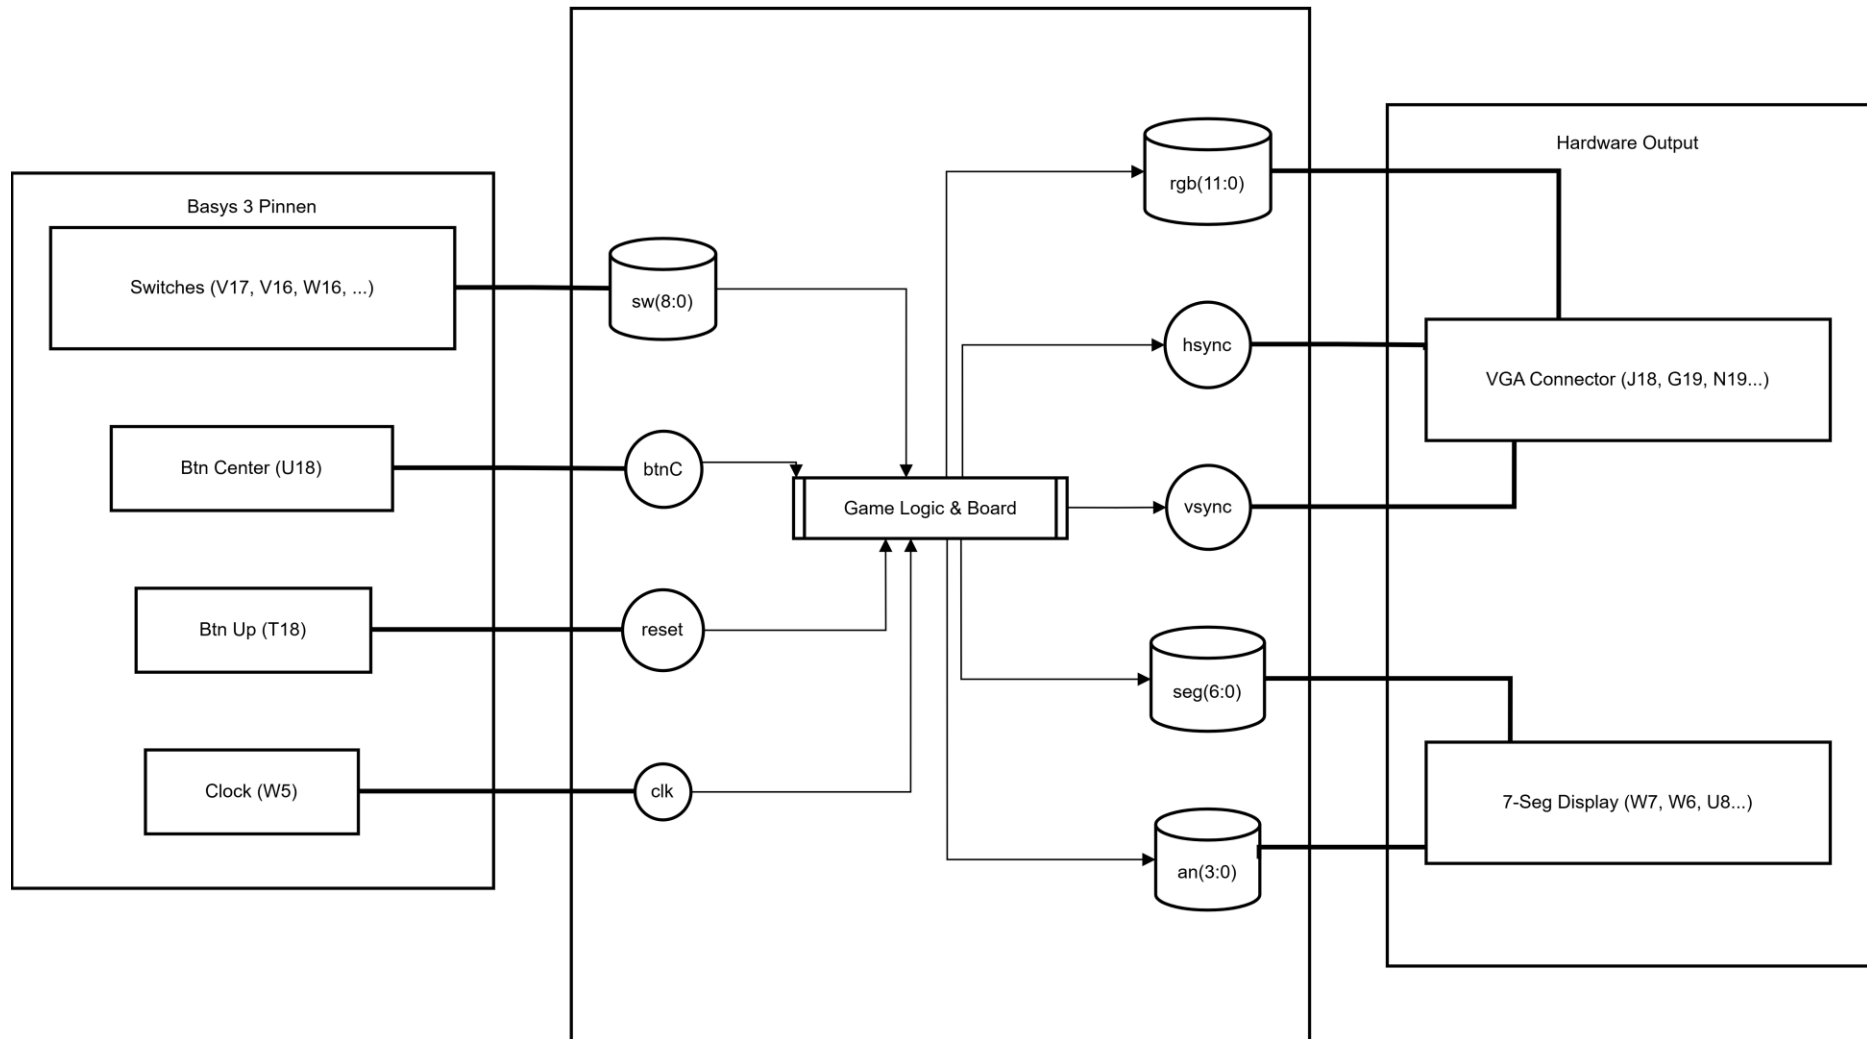 Basys 3 Pinnen
Switches (V17, V16, W16, ...)
Btn Center (U18)
Btn Up (T18)
Clock (W5)
sw(8:0)
btnC
reset
clk
Game Logic & Board
rgb(11:0)
hsync
vsync
seg(6:0)
an(3:0)
Hardware Output
VGA Connector (J18, G19, N19...)
7-Seg Display (W7, W6, U8...)